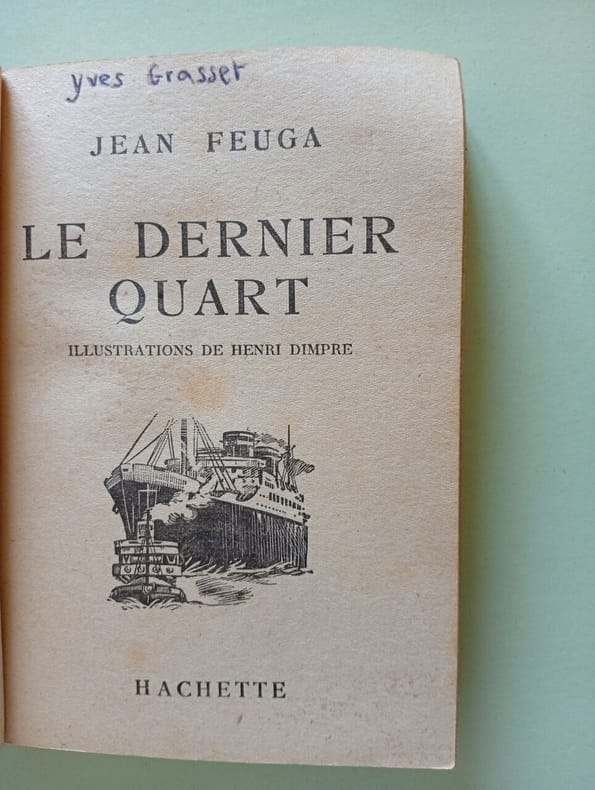 yves Grasset
JEAN FEUGA
LE DERNIER
QUART
ILLUSTRATIONS DE HENRI DIMPRE
HACHETTE